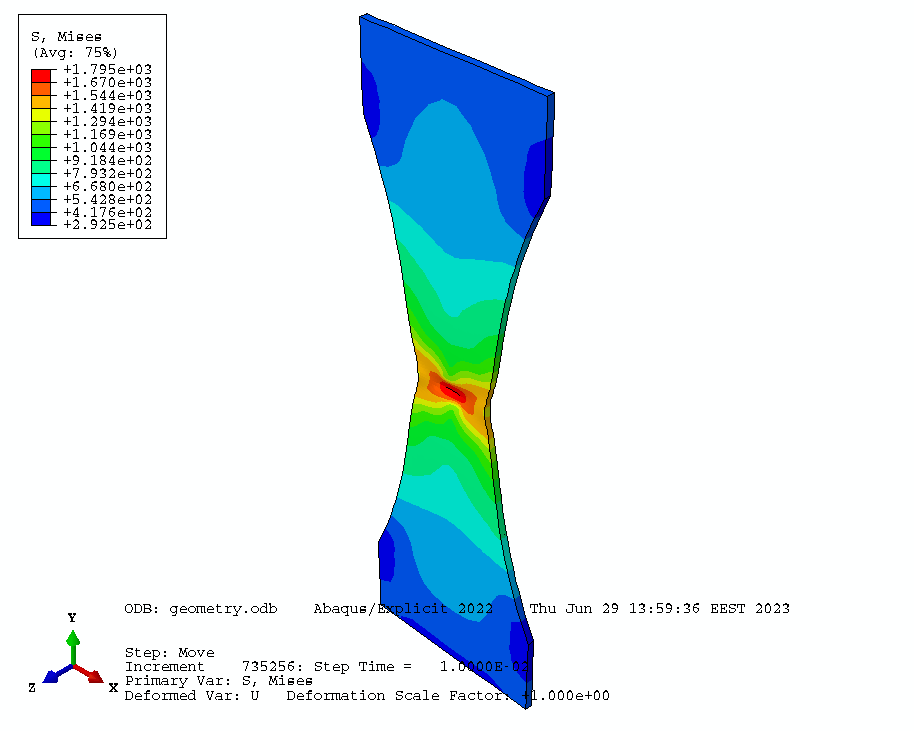 S, Mises
(Avg: 75%)
+1.795e+03
+1.670e+03
+1.544e+03
+1.419e+03
+1.294e+03
+1.169e+03
+1.044e+03
+9.184e+02
+7.932e+02
+6.680e+02
+5.428e+02
+4.176e+02
+2.925e+02
ODB: geometry.odb Abaqus/Explicit 2022 Thu Jun 29 13:59:36 EEST 2023
Y
Z X
Step: Move
Increment 735256: Step Time = 1.0000E-02
Primary Var: S, Mises
Deformed Var: U Deformation Scale Factor: +1.000e+00